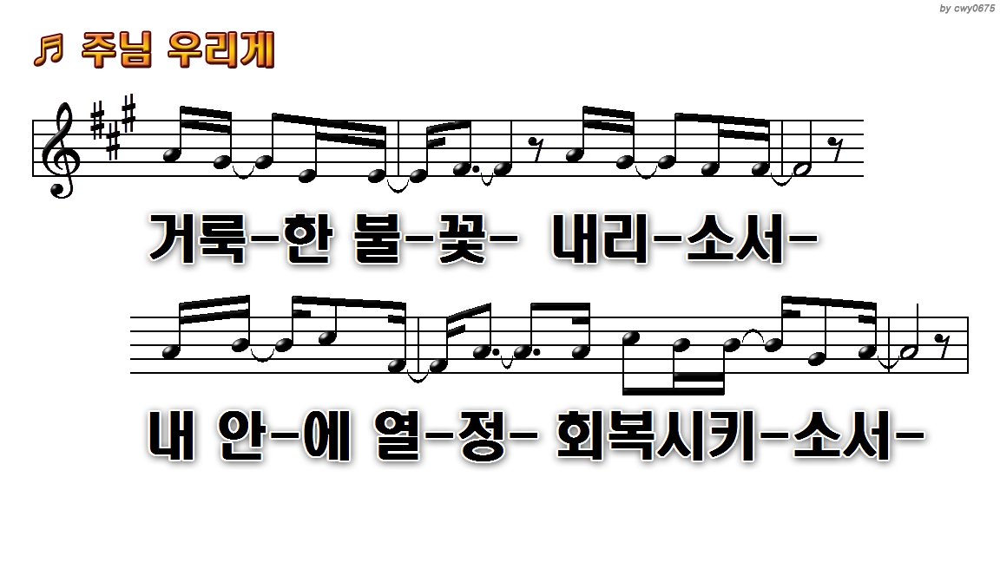 by cwy0675
♬ 주님 우리게
거룩-한 불-꽃- 내리-소서-
내 안-에 열-정- 회복시키-소서-